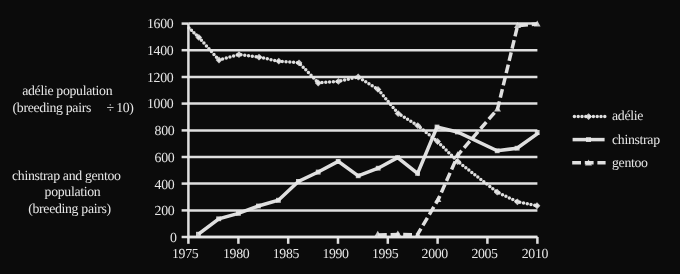 1600
1400
1200
1000
800
600
400
200
0
adélie population
(breeding pairs ÷ 10)
chinstrap and gentoo
population
(breeding pairs)
1975 1980 1985 1990 1995 2000 2005 2010
adélie
chinstrap
gentoo